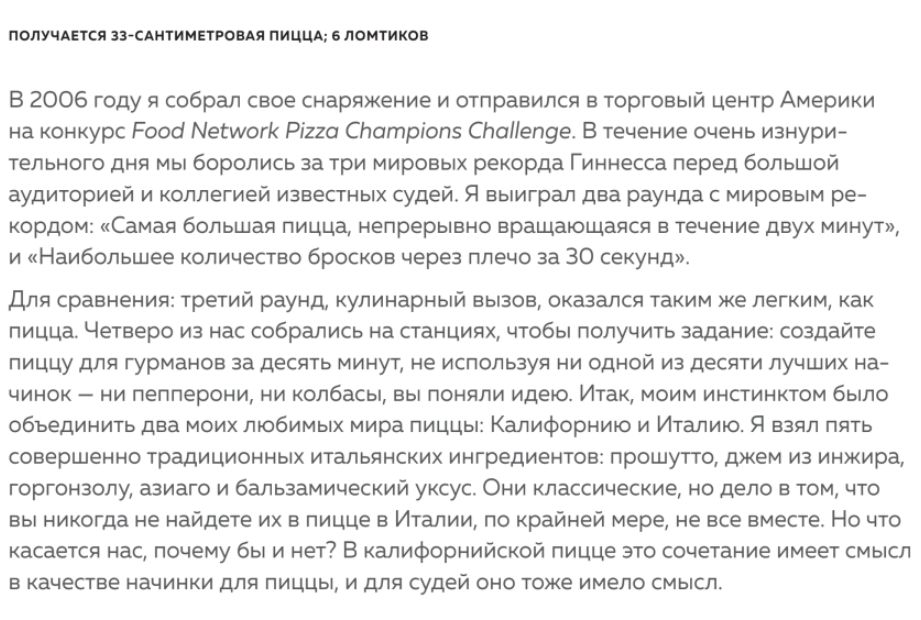 ПОЛУЧАЕТСЯ 33-САНТИМЕТРОВАЯ ПИЦЦА; 6 ЛОМТИКОВ
В 2006 году я собрал свое снаряжение и отправился в торговый центр Америки
на конкурс Food Network Pizza Champions Challenge. В течение очень изнури-
тельного дня мы боролись за три мировых рекорда Гиннесса перед большой
аудиторией и коллегией известных судей. Я выиграл два раунда с мировым ре-
кордом: «Самая большая пицца, непрерывно вращающаяся в течение двух минут»,
и «Наибольшее количество бросков через плечо за 30 секунд».
Для сравнения: третий раунд, кулинарный вызов, оказался таким же легким, как
пицца. Четверо из нас собрались на станциях, чтобы получить задание: создайте
пиццу для гурманов за десять минут, не используя ни одной из десяти лучших на-
чинок — ни пепперони, ни колбасы, вы поняли идею. Итак, моим инстинктом было
объединить два моих любимых мира пиццы: Калифорнию и Италию. Я взял пять
совершенно традиционных итальянских ингредиентов: прошутто, джем из инжира,
горгонзолу, азиаго и бальзамический уксус. Они классические, но дело в том, что
вы никогда не найдете их в пицце в Италии, по крайней мере, не все вместе. Но что
касается нас, почему бы и нет? В калифорнийской пицце это сочетание имеет смысл
в качестве начинки для пиццы, и для судей оно тоже имело смысл.